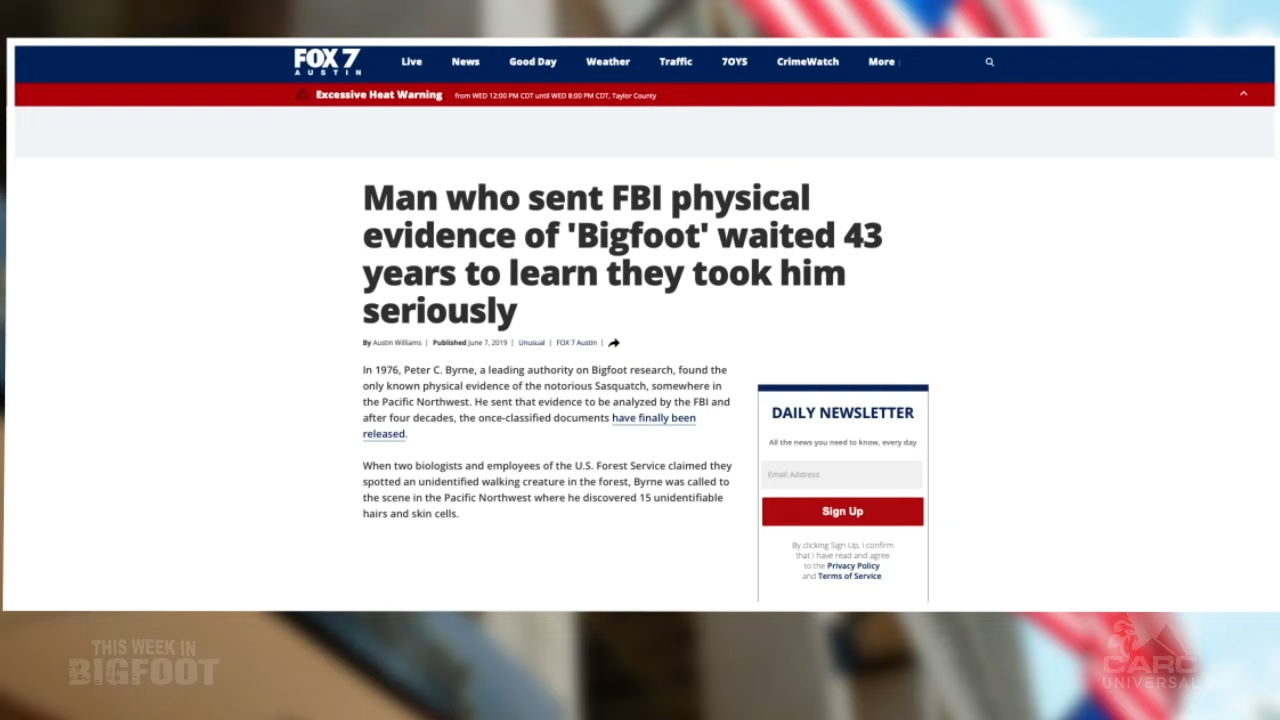 FOX 7
AUSTIN
Live News Good Day Weather Traffic 7OYS CrimeWatch More
Excessive Heat Warning from WED 12:00 PM CDT until WED 8:00 PM CDT, Taylor County
Man who sent FBI physical
evidence of 'Bigfoot' waited 43
years to learn they took him
seriously
By Austin Williams | Published June 7, 2019 | Unusual | FOX 7 Austin |
In 1976, Peter C. Byrne, a leading authority on Bigfoot research, found the
only known physical evidence of the notorious Sasquatch, somewhere in
the Pacific Northwest. He sent that evidence to be analyzed by the FBI and
after four decades, the once-classified documents have finally been
released.
When two biologists and employees of the U.S. Forest Service claimed they
spotted an unidentified walking creature in the forest, Byrne was called to
the scene in the Pacific Northwest where he discovered 15 unidentifiable
hairs and skin cells.
DAILY NEWSLETTER
All the news you need to know, every day
Email Address
Sign Up
By clicking Sign Up, I confirm
that I have read and agree
to the Privacy Policy
and Terms of Service
THIS WEEK IN
BIGFOOT
UNIVERSAL